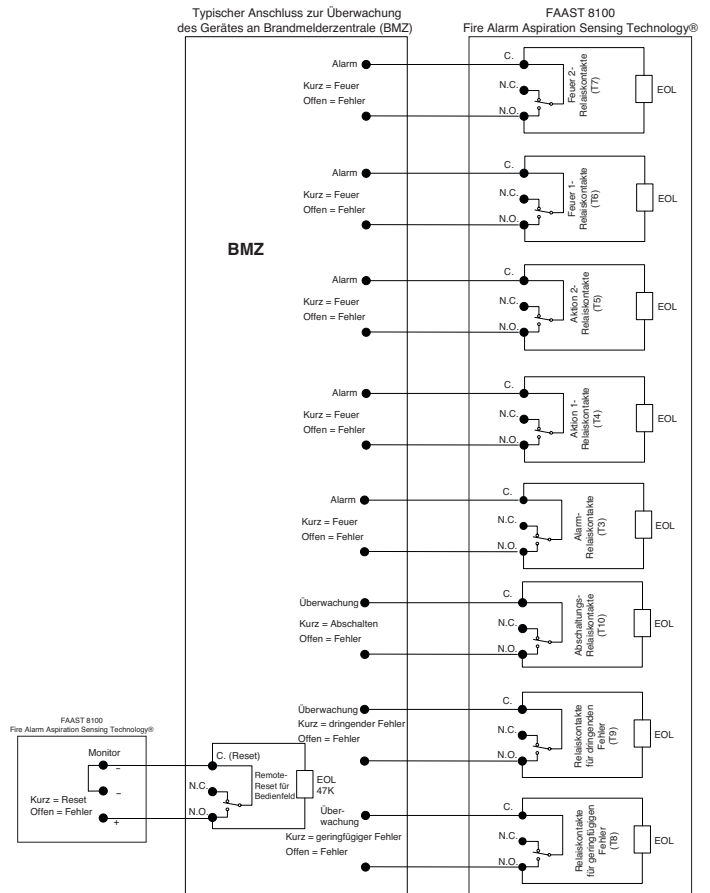 Typischer Anschluss zur Überwachung
des Gerätes an Brandmelderzentrale (BMZ)
FAAST 8100
Fire Alarm Aspiration Sensing Technology®
BMZ
Alarm
Kurz = Feuer
Offen = Fehler
C.
N.C.
N.O.
Feuer 2-
Relaiskontakte
(T7)
EOL
Alarm
Kurz = Feuer
Offen = Fehler
C.
N.C.
N.O.
Feuer 1-
Relaiskontakte
(T6)
EOL
Alarm
Kurz = Feuer
Offen = Fehler
C.
N.C.
N.O.
Aktion 2-
Relaiskontakte
(T5)
EOL
Alarm
Kurz = Feuer
Offen = Fehler
C.
N.C.
N.O.
Aktion 1-
Relaiskontakte
(T4)
EOL
Alarm
Kurz = Feuer
Offen = Fehler
C.
N.C.
N.O.
Alarm-
Relaiskontakte
(T3)
EOL
Überwachung
Kurz = Abschalten
Offen = Fehler
C.
N.C.
N.O.
Abschaltungs-
Relaiskontakte
(T10)
EOL
Überwachung
Kurz = dringender Fehler
Offen = Fehler
C.
N.C.
N.O.
Relaiskontakte
für dringenden
Fehler
(T9)
EOL
Über-
wachung
Kurz = geringfügiger Fehler
Offen = Fehler
C.
N.C.
N.O.
Relaiskontakte
für geringfügigen
Fehler
(T8)
EOL
FAAST 8100
Fire Alarm Aspiration Sensing Technology®
Monitor
–
–
+
Kurz = Reset
Offen = Fehler
C. (Reset)
N.C.
N.O.
Remote-
Reset für
Bedienfeld
EOL
47K